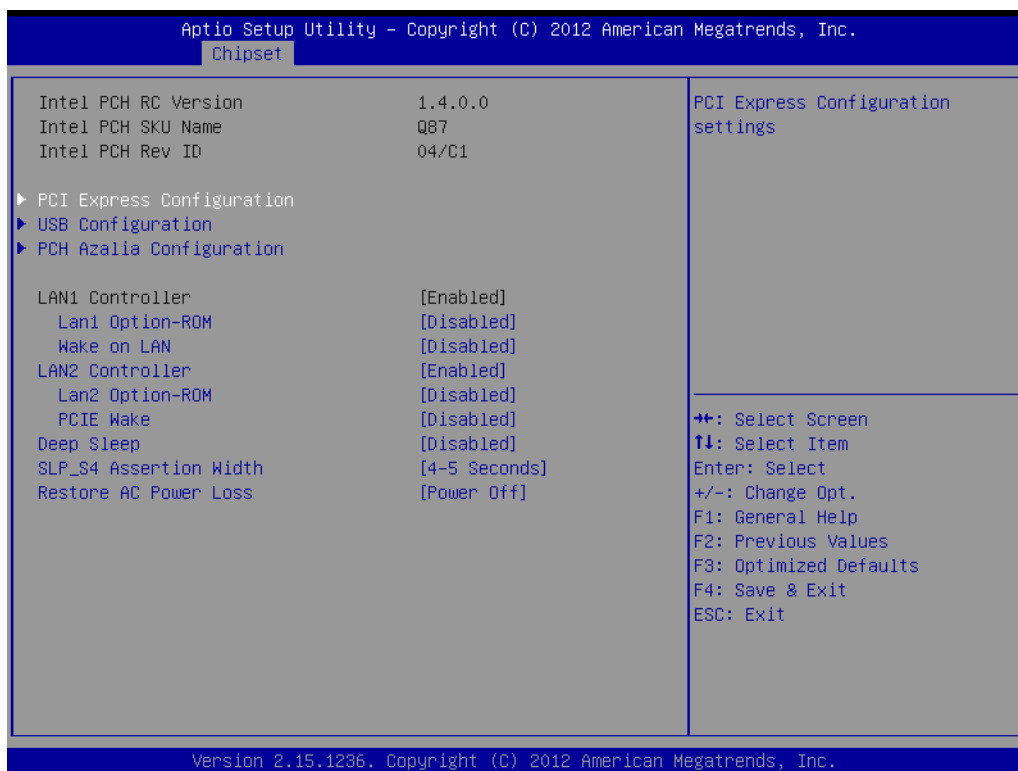 Aptio Setup Utility – Copyright (C) 2012 American Megatrends, Inc.
Chipset
Intel PCH RC Version 1.4.0.0
Intel PCH SKU Name Q87
Intel PCH Rev ID 04/C1
PCI Express Configuration
USB Configuration
PCH Azalia Configuration
LAN1 Controller [Enabled]
Lan1 Option-ROM [Disabled]
Wake on LAN [Disabled]
LAN2 Controller [Enabled]
Lan2 Option-ROM [Disabled]
PCIE Wake [Disabled]
Deep Sleep [Disabled]
SLP_S4 Assertion Width [4-5 Seconds]
Restore AC Power Loss [Power Off]
PCI Express Configuration
settings
→←: Select Screen
↑↓: Select Item
Enter: Select
+/-: Change Opt.
F1: General Help
F2: Previous Values
F3: Optimized Defaults
F4: Save & Exit
ESC: Exit
Version 2.15.1236. Copyright (C) 2012 American Megatrends, Inc.